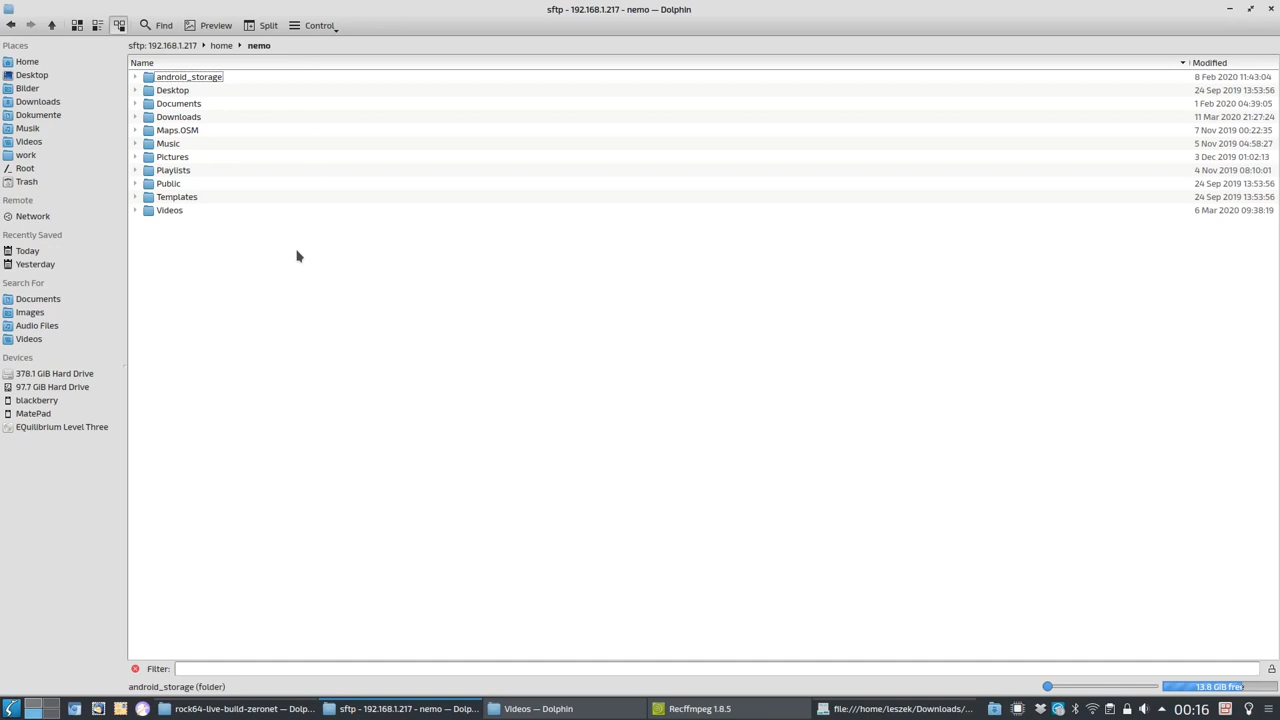 sftp - 192.168.1.217 - nemo — Dolphin
Find Preview Split Control
Places
sftp: 192.168.1.217 home nemo
Name Modified
Home
Desktop
Bilder
Downloads
Dokumente
Musik
Videos
work
Root
Trash
Remote
Network
Recently Saved
Today
Yesterday
Search For
Documents
Images
Audio Files
Videos
Devices
378.1 GiB Hard Drive
97.7 GiB Hard Drive
blackberry
MatePad
EQuilibrium Level Three
android_storage 8 Feb 2020 11:43:04
Desktop 24 Sep 2019 13:53:56
Documents 1 Feb 2020 04:39:05
Downloads 11 Mar 2020 21:27:24
Maps.OSM 7 Nov 2019 00:22:35
Music 5 Nov 2019 04:58:27
Pictures 3 Dec 2019 01:02:13
Playlists 4 Nov 2019 08:10:01
Public 24 Sep 2019 13:53:56
Templates 24 Sep 2019 13:53:56
Videos 6 Mar 2020 09:38:19
Filter:
android_storage (folder) 13.8 GiB free
rock64-live-build-zeronet — Dolp... sftp - 192.168.1.217 - nemo — Dolp... Videos — Dolphin Recffmpeg 1.8.5 file:///home/leszek/Downloads/... 00:16